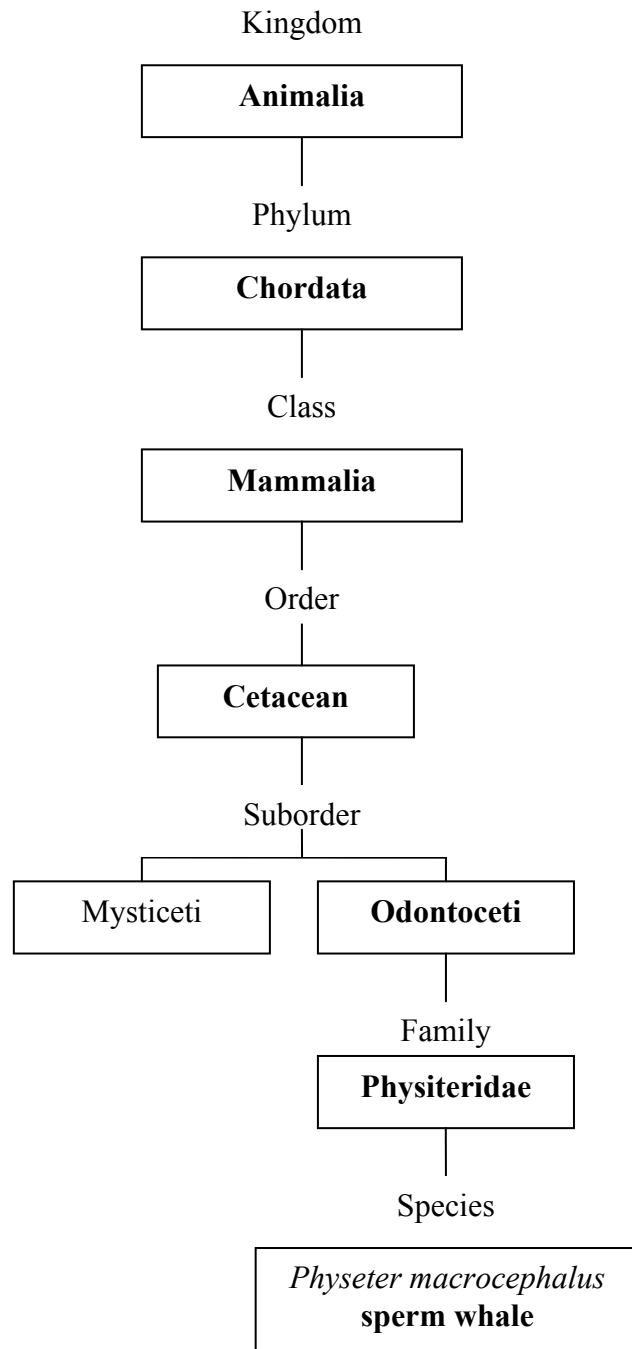 Kingdom
Animalia
Phylum
Chordata
Class
Mammalia
Order
Cetacean
Suborder
Mysticeti
Odontoceti
Family
Physiteridae
Species
Physeter macrocephalus
sperm whale